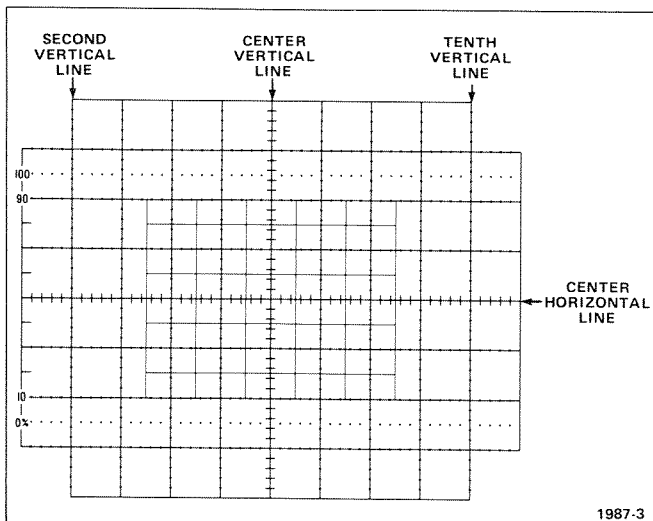 SECOND
VERTICAL
LINE
CENTER
VERTICAL
LINE
TENTH
VERTICAL
LINE
100
90
CENTER
HORIZONTAL
LINE
10
0%
1987-3